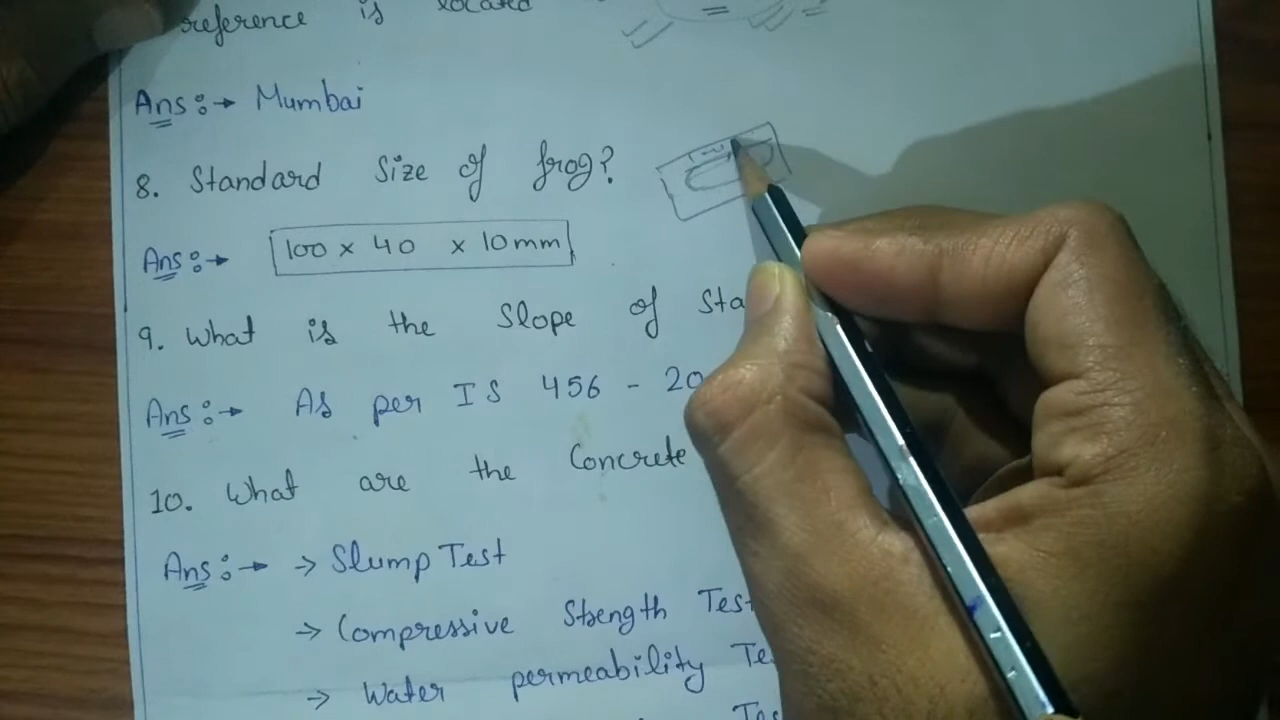 reference is located
Ans:→ Mumbai
8. Standard Size of frog?
Ans:→ 100 x 40 x 10mm
9. What is the Slope of Sta
Ans:→ As per IS 456 - 20
10. What are the Concrete
Ans:→ → Slump Test
→ Compressive Strength Test
→ Water permeability Te
Tes